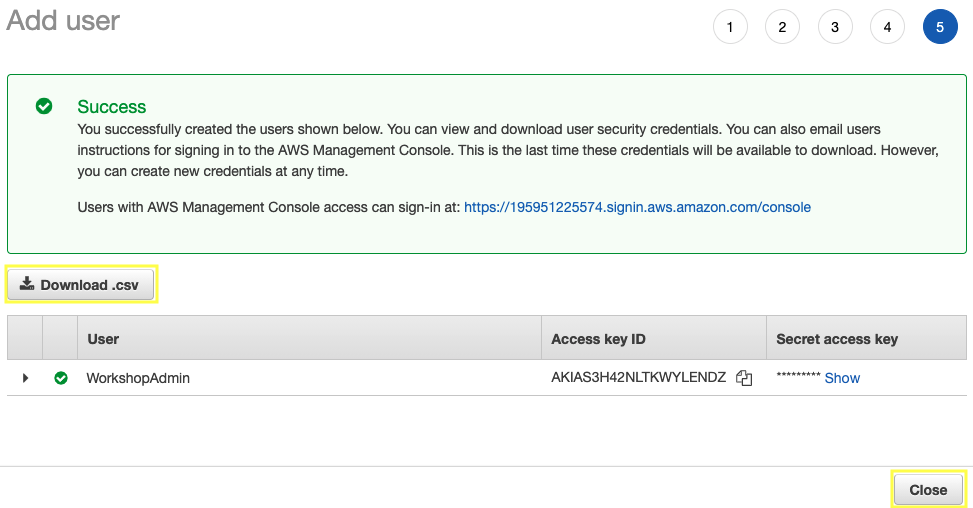 Add user
1 2 3 4 5
Success
You successfully created the users shown below. You can view and download user security credentials. You can also email users
instructions for signing in to the AWS Management Console. This is the last time these credentials will be available to download. However,
you can create new credentials at any time.
Users with AWS Management Console access can sign-in at: https://195951225574.signin.aws.amazon.com/console
Download .csv
User Access key ID Secret access key
WorkshopAdmin AKIAS3H42NLTKWYLENDZ ********* Show
Close